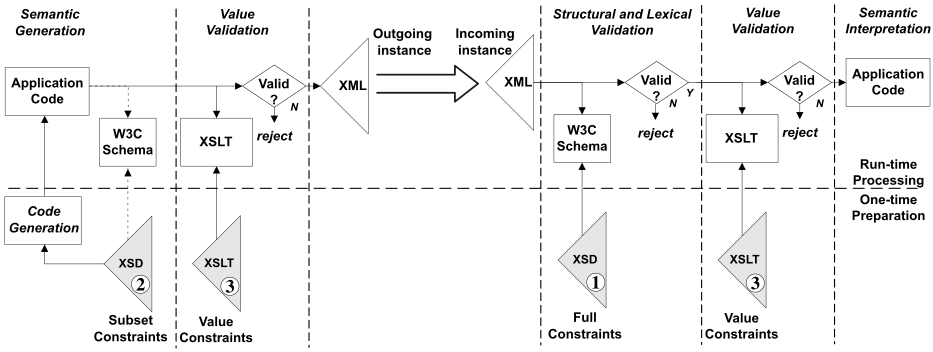 Semantic
Generation
Value
Validation
Outgoing
instance
Incoming
instance
Structural and Lexical
Validation
Value
Validation
Semantic
Interpretation
Application
Code
Valid
?
N
reject
XML
XML
Valid
?
N
Y
reject
Valid
?
N
reject
Application
Code
W3C
Schema
XSLT
W3C
Schema
XSLT
Run-time
Processing
One-time
Preparation
Code
Generation
XSD
2
XSLT
3
XSD
1
XSLT
3
Subset
Constraints
Value
Constraints
Full
Constraints
Value
Constraints